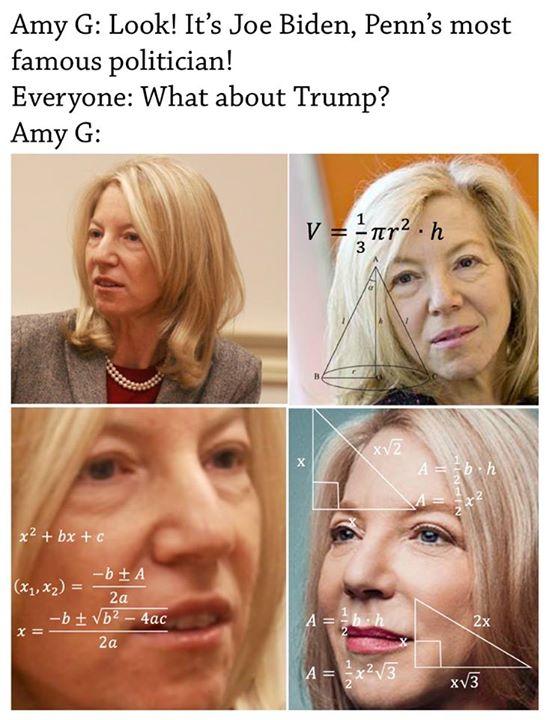 Amy G: Look! It's Joe Biden, Penn's most
famous politician!
Everyone: What about Trump?
Amy G:
V = 1/3 πr² · h
A
α
l h l
B r C
x x√2
A = 1/2 b · h
A = 1/2 x²
x
x² + bx + c
(x₁, x₂) = −b ± A / 2a
x = −b ± √b² − 4ac / 2a
A = 1/2 b · h
x 2x
A = 1/2 x²√3
x√3